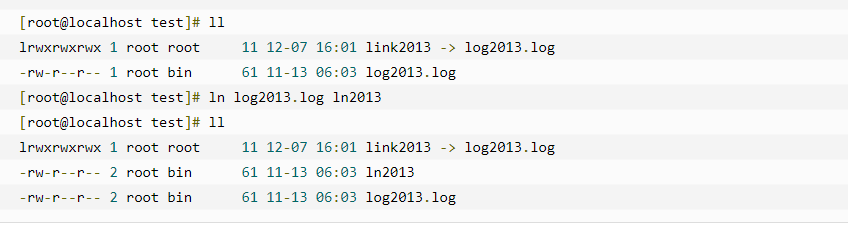 [root@localhost test]# ll
lrwxrwxrwx 1 root root     11 12-07 16:01 link2013 -> log2013.log
-rw-r--r-- 1 root bin      61 11-13 06:03 log2013.log
[root@localhost test]# ln log2013.log ln2013
[root@localhost test]# ll
lrwxrwxrwx 1 root root     11 12-07 16:01 link2013 -> log2013.log
-rw-r--r-- 2 root bin      61 11-13 06:03 ln2013
-rw-r--r-- 2 root bin      61 11-13 06:03 log2013.log